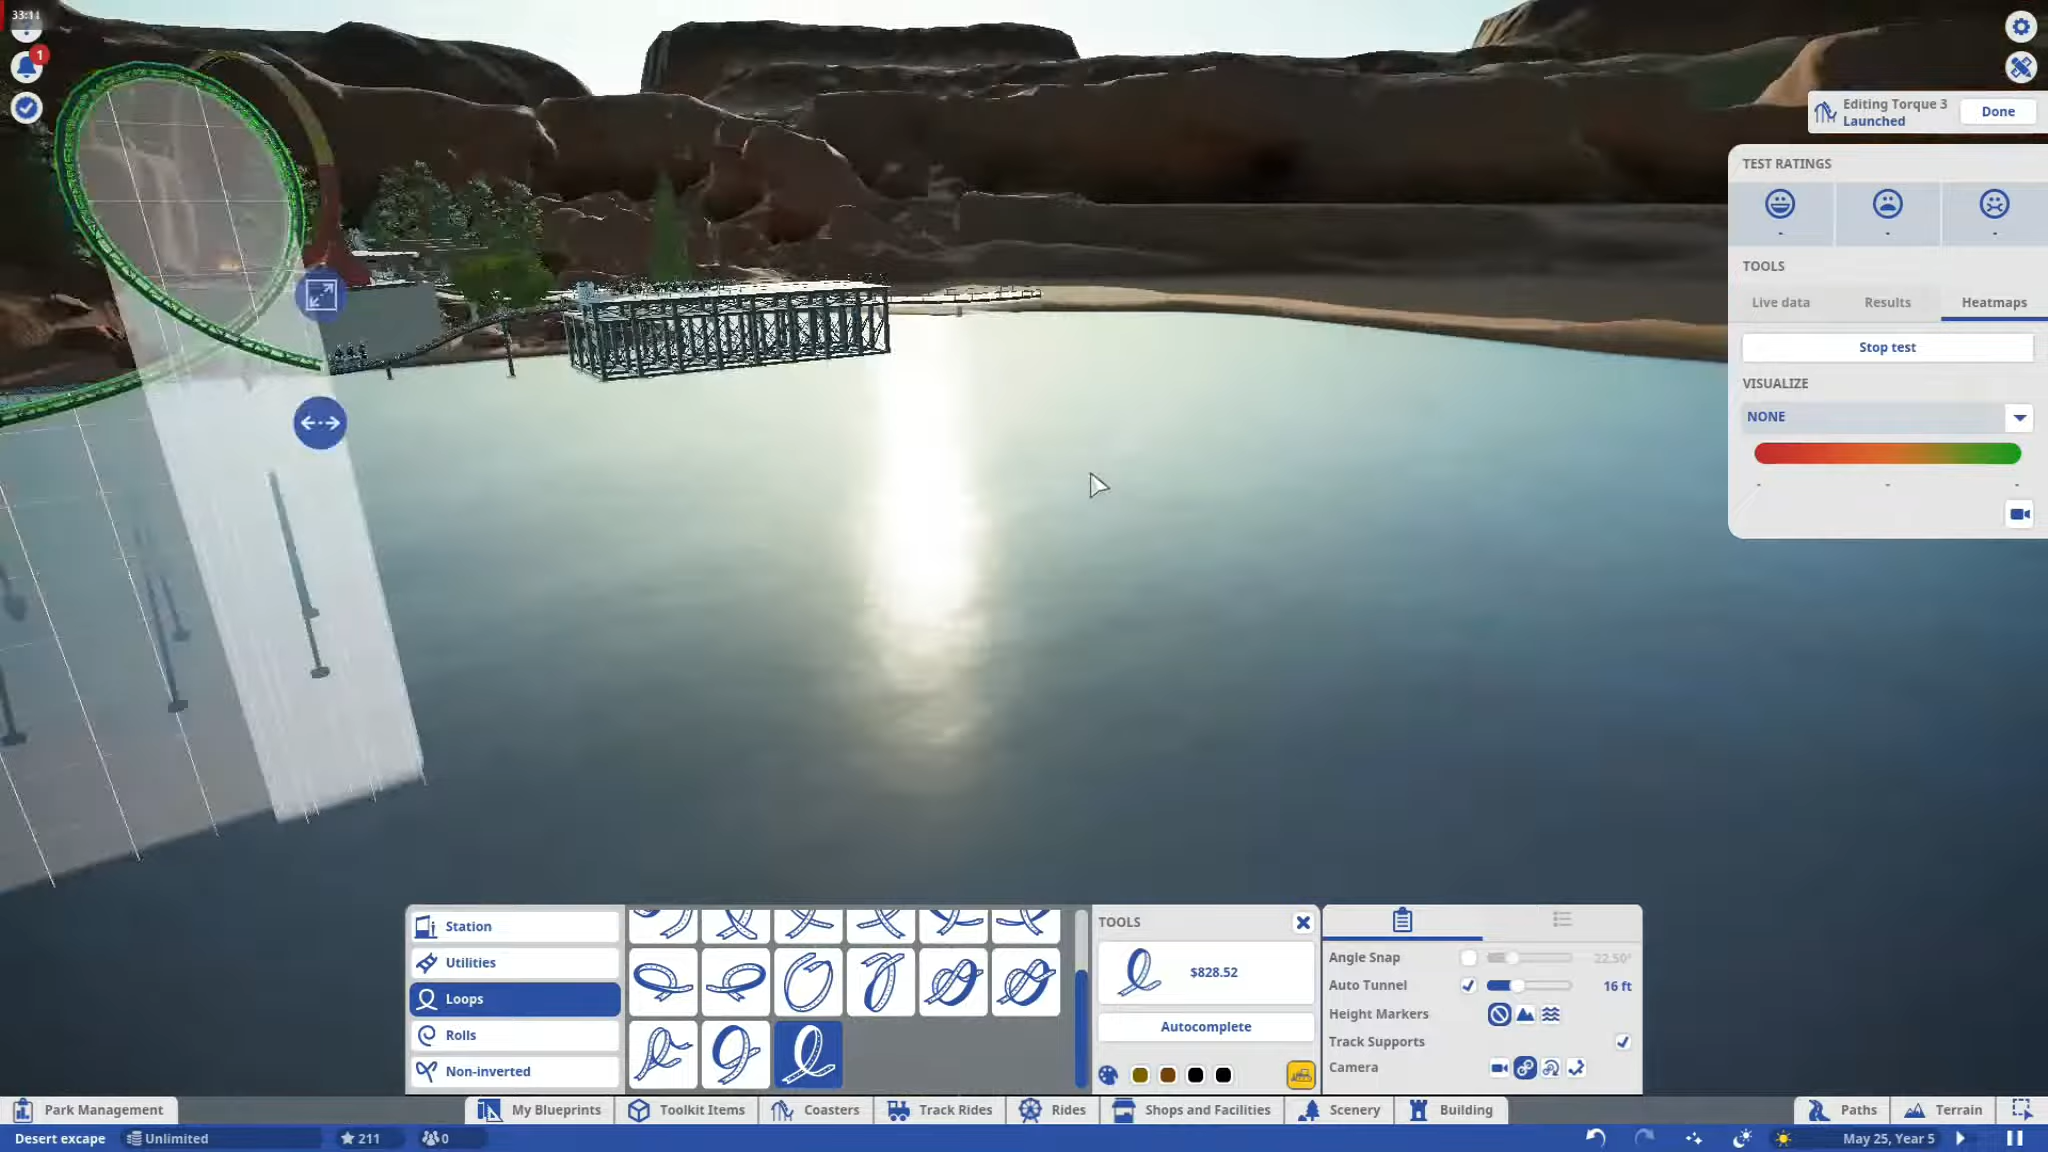 33:11
1
Editing Torque 3
Launched
Done
TEST RATINGS
- - -
TOOLS
Live data Results Heatmaps
Stop test
VISUALIZE
NONE
- - -
Station
Utilities
Loops
Rolls
Non-inverted
TOOLS
$828.52
Autocomplete
Angle Snap 22.50°
Auto Tunnel 16 ft
Height Markers
Track Supports
Camera
Park Management My Blueprints Toolkit Items Coasters Track Rides Rides Shops and Facilities Scenery Building Paths Terrain
Desert excape Unlimited 211 0 May 25, Year 5